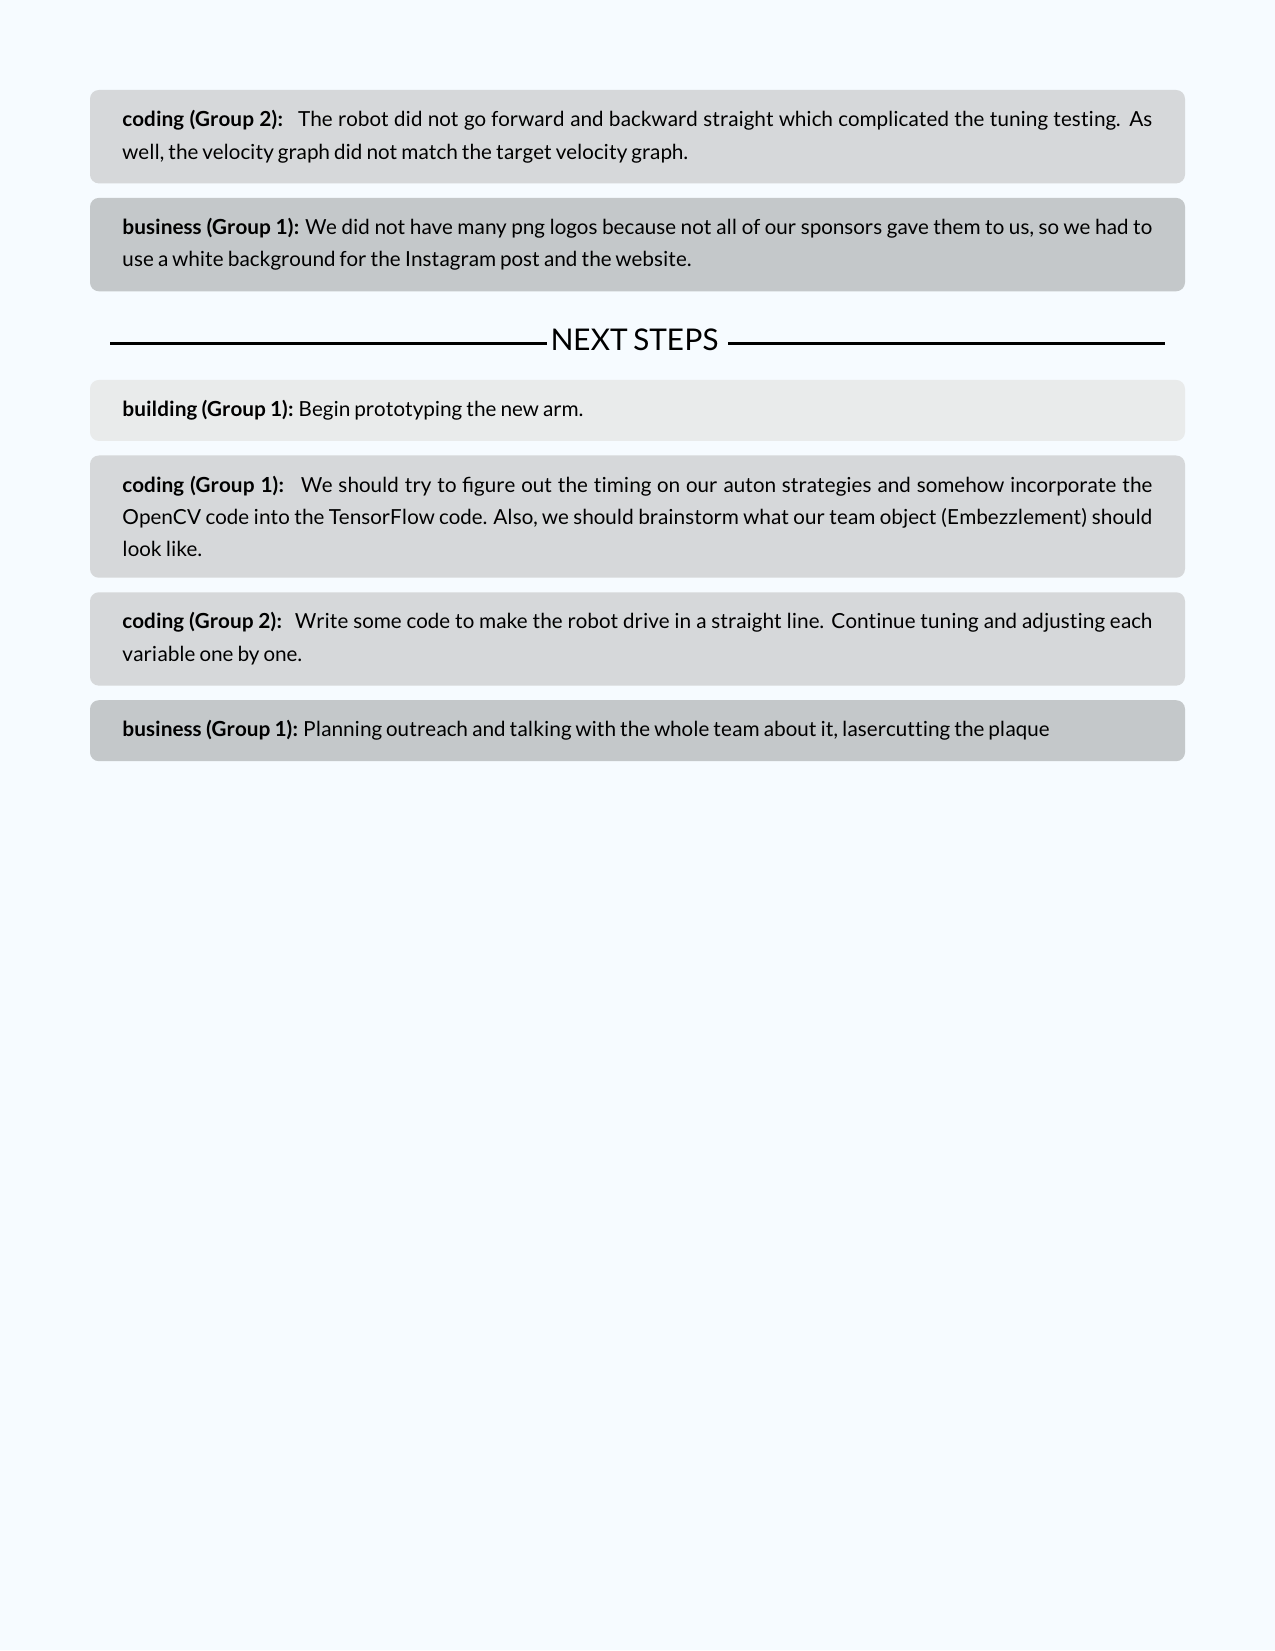 coding (Group 2): The robot did not go forward and backward straight which complicated the tuning testing. As
well, the velocity graph did not match the target velocity graph.
business (Group 1): We did not have many png logos because not all of our sponsors gave them to us, so we had to
use a white background for the Instagram post and the website.
NEXT STEPS
building (Group 1): Begin prototyping the new arm.
coding (Group 1): We should try to figure out the timing on our auton strategies and somehow incorporate the
OpenCV code into the TensorFlow code. Also, we should brainstorm what our team object (Embezzlement) should
look like.
coding (Group 2): Write some code to make the robot drive in a straight line. Continue tuning and adjusting each
variable one by one.
business (Group 1): Planning outreach and talking with the whole team about it, lasercutting the plaque